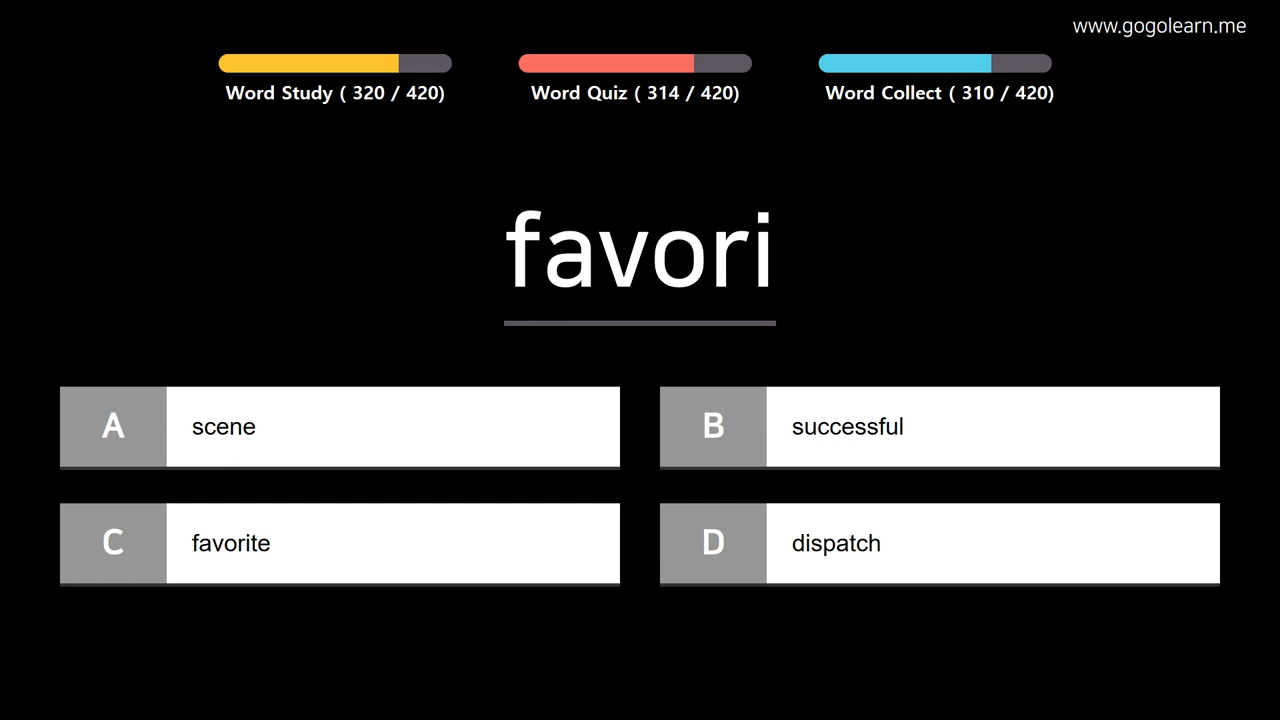 www.gogolearn.me
Word Study ( 320 / 420)
Word Quiz ( 314 / 420)
Word Collect ( 310 / 420)
favori
A scene
B successful
C favorite
D dispatch